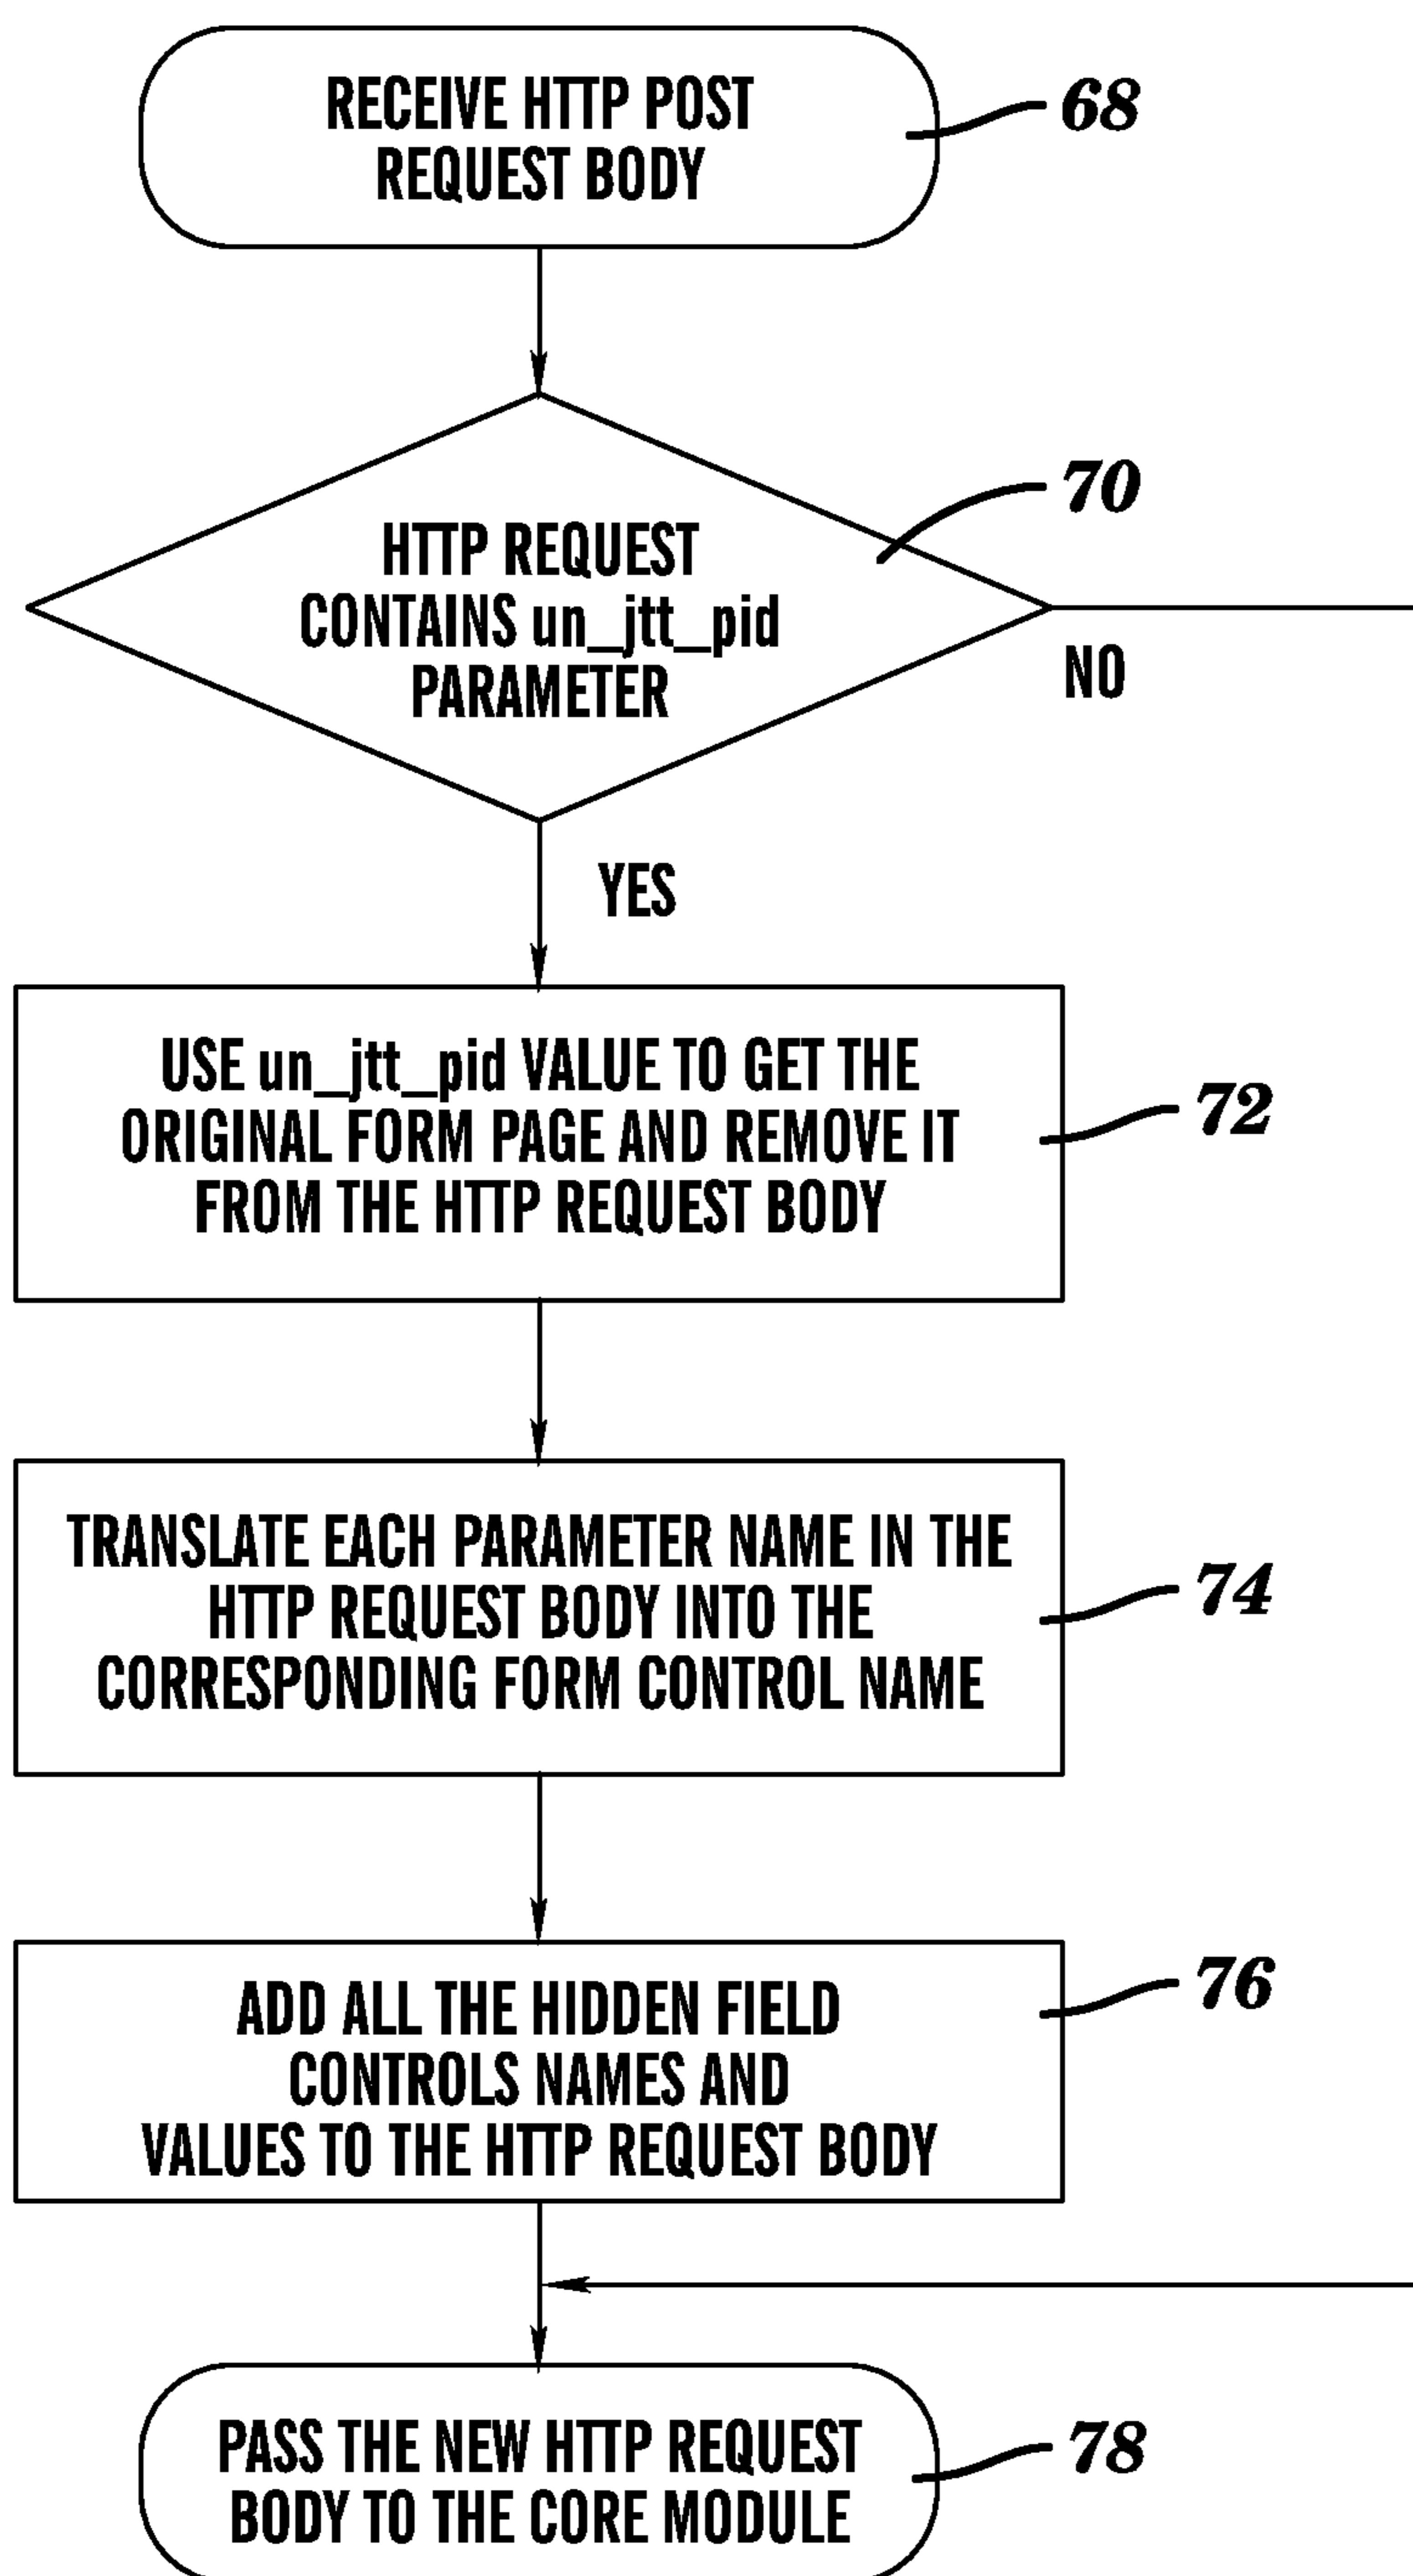 RECEIVE HTTP POST
REQUEST BODY
68
HTTP REQUEST
CONTAINS un_jtt_pid
PARAMETER
70
NO
YES
USE un_jtt_pid VALUE TO GET THE
ORIGINAL FORM PAGE AND REMOVE IT
FROM THE HTTP REQUEST BODY
72
TRANSLATE EACH PARAMETER NAME IN THE
HTTP REQUEST BODY INTO THE
CORRESPONDING FORM CONTROL NAME
74
ADD ALL THE HIDDEN FIELD
CONTROLS NAMES AND
VALUES TO THE HTTP REQUEST BODY
76
PASS THE NEW HTTP REQUEST
BODY TO THE CORE MODULE
78